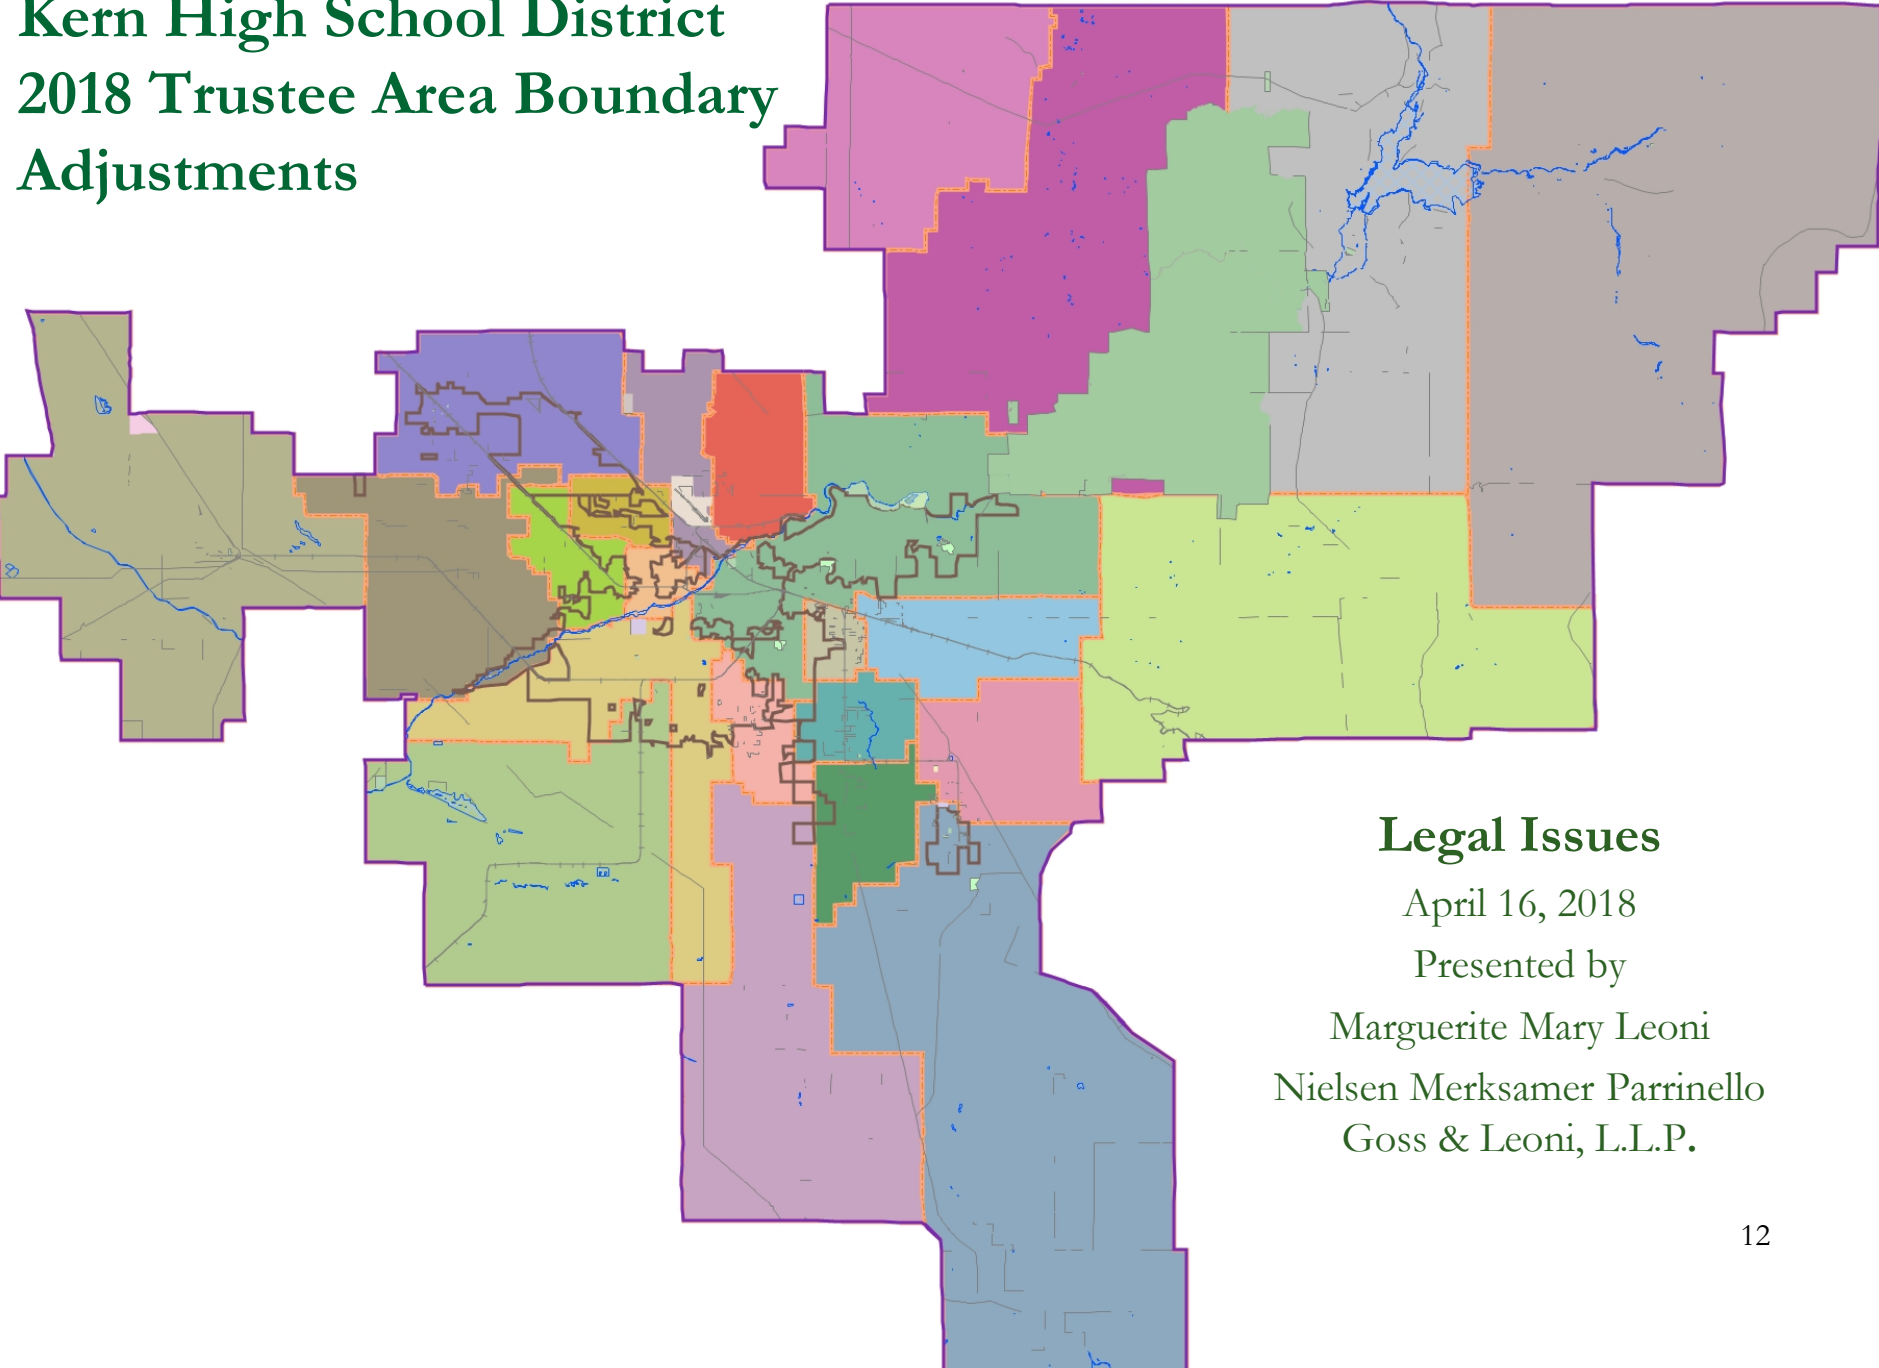 Kern High School District
2018 Trustee Area Boundary
Adjustments
Legal Issues
April 16, 2018
Presented by
Marguerite Mary Leoni
Nielsen Merksamer Parrinello
Goss & Leoni, L.L.P.
12